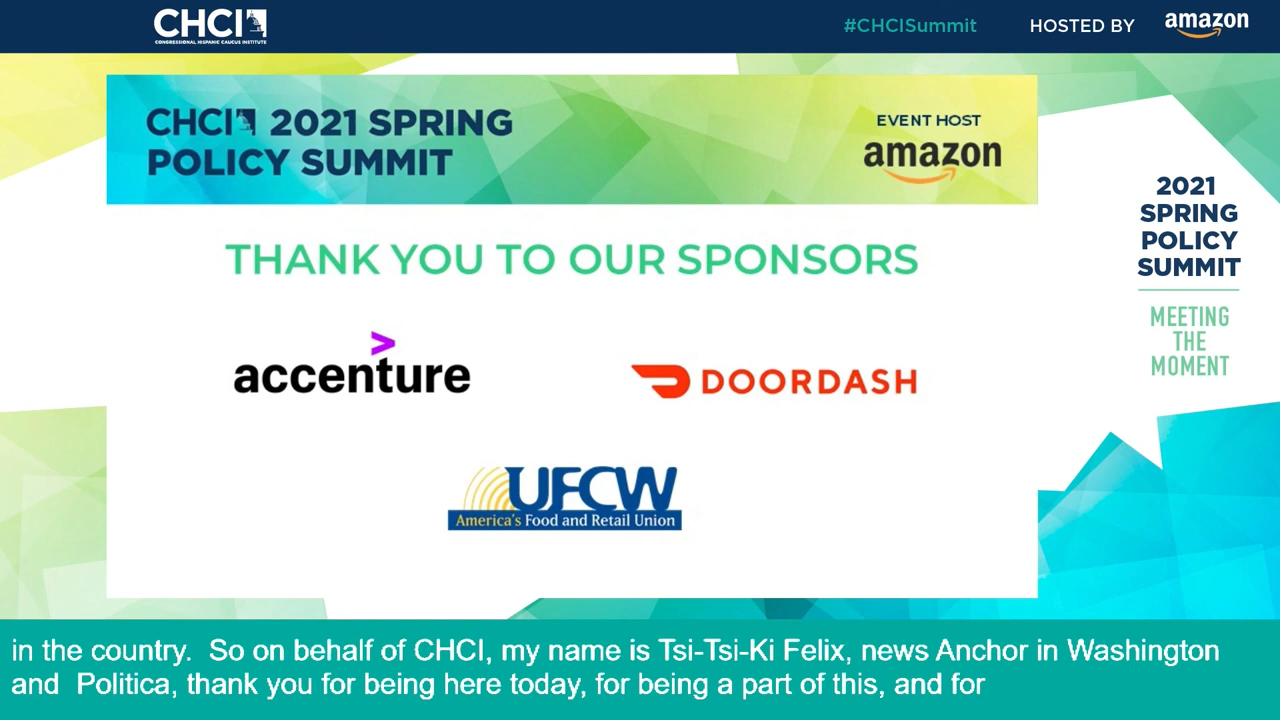 CHCI
CONGRESSIONAL HISPANIC CAUCUS INSTITUTE
#CHCISummit
HOSTED BY
amazon
CHCI 2021 SPRING
POLICY SUMMIT
EVENT HOST
amazon
THANK YOU TO OUR SPONSORS
accenture
DOORDASH
UFCW
America's Food and Retail Union
2021
SPRING
POLICY
SUMMIT
MEETING
THE
MOMENT
in the country.  So on behalf of CHCI, my name is Tsi-Tsi-Ki Felix, news Anchor in Washington
and  Politica, thank you for being here today, for being a part of this, and for